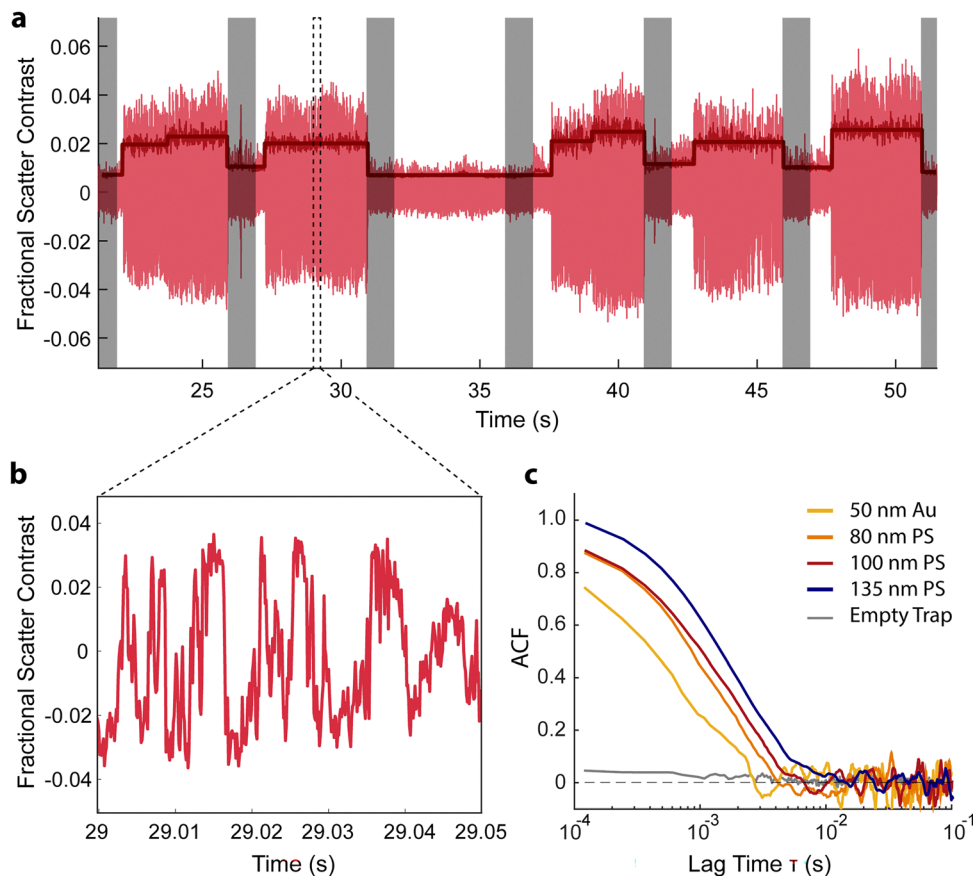 a
Fractional Scatter Contrast
0.06
0.04
0.02
0
-0.02
-0.04
-0.06
25
30
35
40
45
50
Time (s)
b
Fractional Scatter Contrast
0.04
0.02
0
-0.02
-0.04
29
29.01
29.02
29.03
29.04
29.05
Time (s)
c
ACF
1.0
0.8
0.6
0.4
0.2
0
50 nm Au
80 nm PS
100 nm PS
135 nm PS
Empty Trap
10⁻⁴
10⁻³
10⁻²
10⁻¹
Lag Time τ (s)